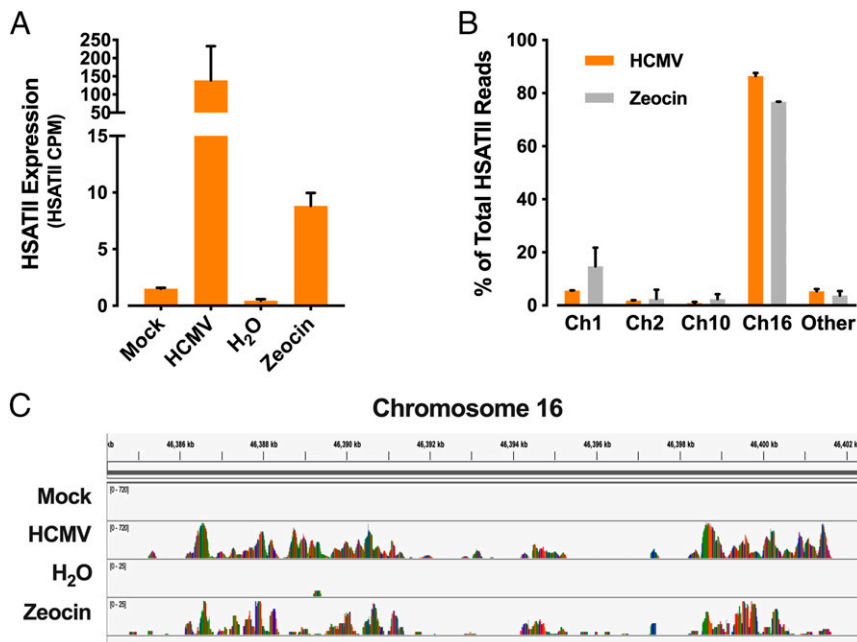 A
HSATII Expression
(HSATII CPM)
250
200
150
100
50
15
10
5
0
Mock
HCMV
H₂O
Zeocin
B
% of Total HSATII Reads
100
80
60
40
20
0
HCMV
Zeocin
Ch1
Ch2
Ch10
Ch16
Other
C
Chromosome 16
kb 46,386 kb 46,388 kb 46,390 kb 46,392 kb 46,394 kb 46,396 kb 46,398 kb 46,400 kb 46,402 k
Mock [0 - 720]
HCMV [0 - 720]
H₂O [0 - 25]
Zeocin [0 - 25]